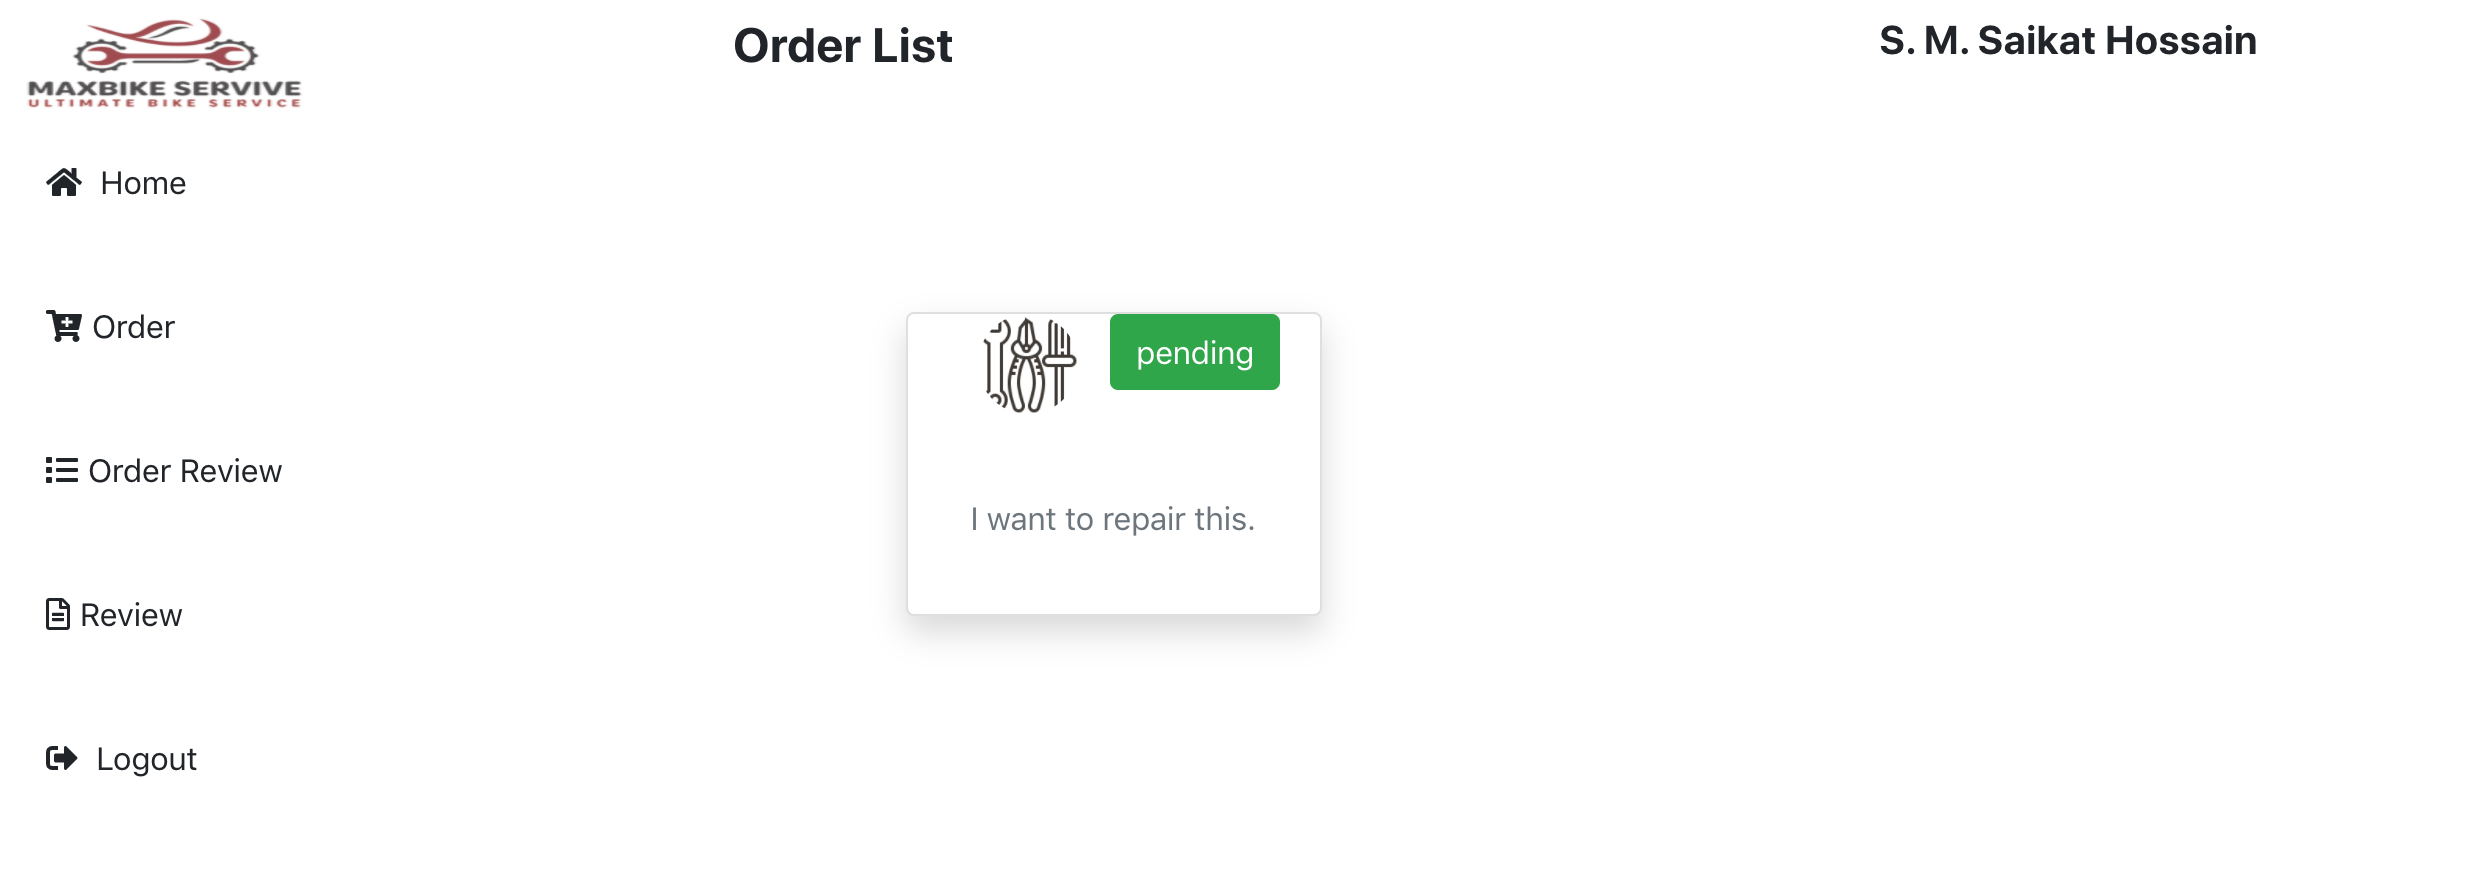 MAXBIKE SERVIVE
ULTIMATE BIKE SERVICE
Order List
S. M. Saikat Hossain
Home
Order
Order Review
Review
Logout
pending
I want to repair this.